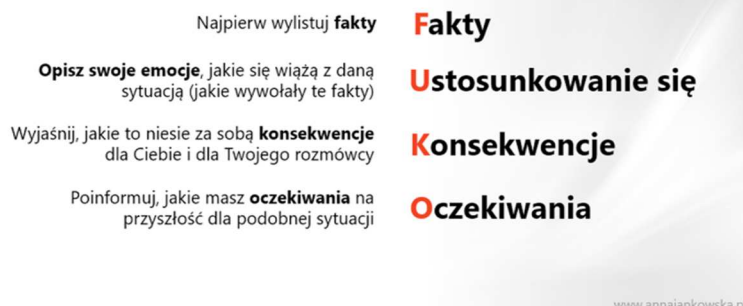 Najpierw wylistuj fakty
Fakty
Opisz swoje emocje, jakie się wiążą z daną
sytuacją (jakie wywołały te fakty)
Ustosunkowanie się
Wyjaśnij, jakie to niesie za sobą konsekwencje
dla Ciebie i dla Twojego rozmówcy
Konsekwencje
Poinformuj, jakie masz oczekiwania na
przyszłość dla podobnej sytuacji
Oczekiwania